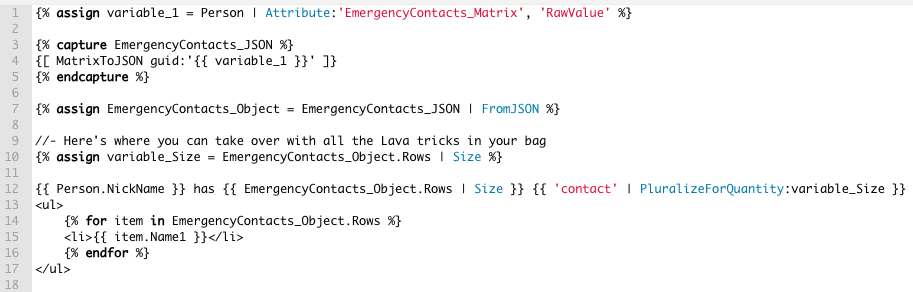 1 {% assign variable_1 = Person | Attribute:'EmergencyContacts_Matrix', 'RawValue' %}
2
3 {% capture EmergencyContacts_JSON %}
4 {[ MatrixToJSON guid:'{{ variable_1 }}' ]}
5 {% endcapture %}
6
7 {% assign EmergencyContacts_Object = EmergencyContacts_JSON | FromJSON %}
8
9 //- Here's where you can take over with all the Lava tricks in your bag
10 {% assign variable_Size = EmergencyContacts_Object.Rows | Size %}
11
12 {{ Person.NickName }} has {{ EmergencyContacts_Object.Rows | Size }} {{ 'contact' | PluralizeForQuantity:variable_Size }}
13 <ul>
14     {% for item in EmergencyContacts_Object.Rows %}
15     <li>{{ item.Name1 }}</li>
16     {% endfor %}
17 </ul>
18